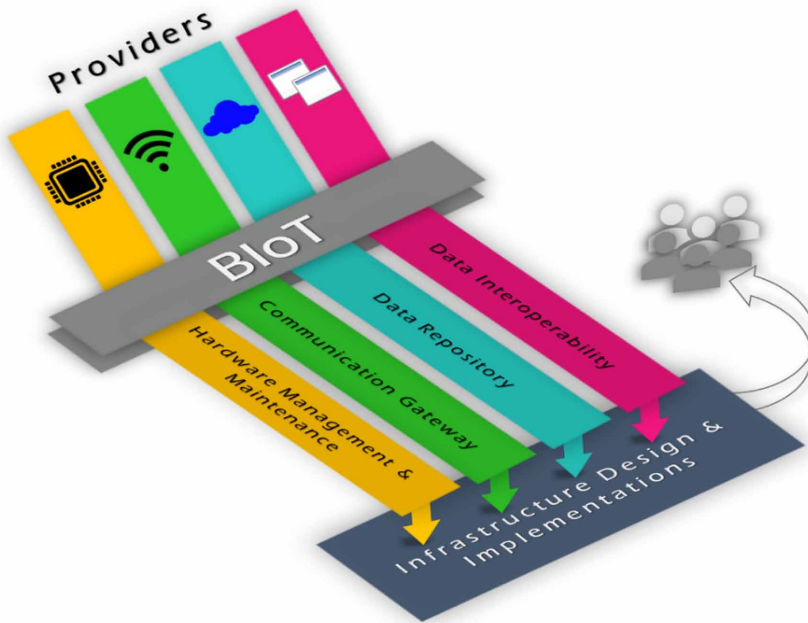 Providers
BIoT
Hardware Management &
Maintenance
Communication Gateway
Data Repository
Data Interoperability
Infrastructure Design &
Implementations